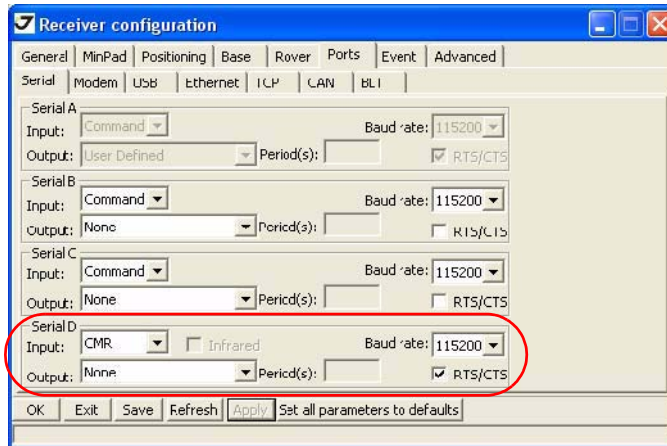 Receiver configuration
General MinPad Positioning Base Rover Ports Event Advanced
Serial Modem USB Ethernet TCP CAN BLT
Serial A
Input: Command Baud rate: 115200
Output: User Defined Period(s): RTS/CTS
Serial B
Input: Command Baud rate: 115200
Output: None Period(s): RTS/CTS
Serial C
Input: Command Baud rate: 115200
Output: None Period(s): RTS/CTS
Serial D
Input: CMR Infrared Baud rate: 115200
Output: None Period(s): RTS/CTS
OK Exit Save Refresh Apply Set all parameters to defaults